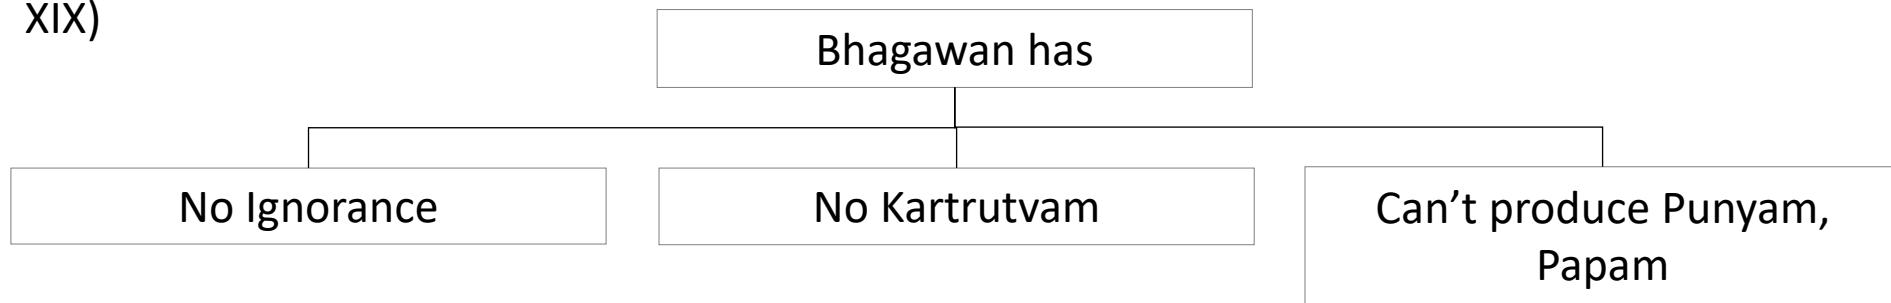 XIX)
Bhagawan has
No Ignorance
No Kartrutvam
Can’t produce Punyam,
Papam